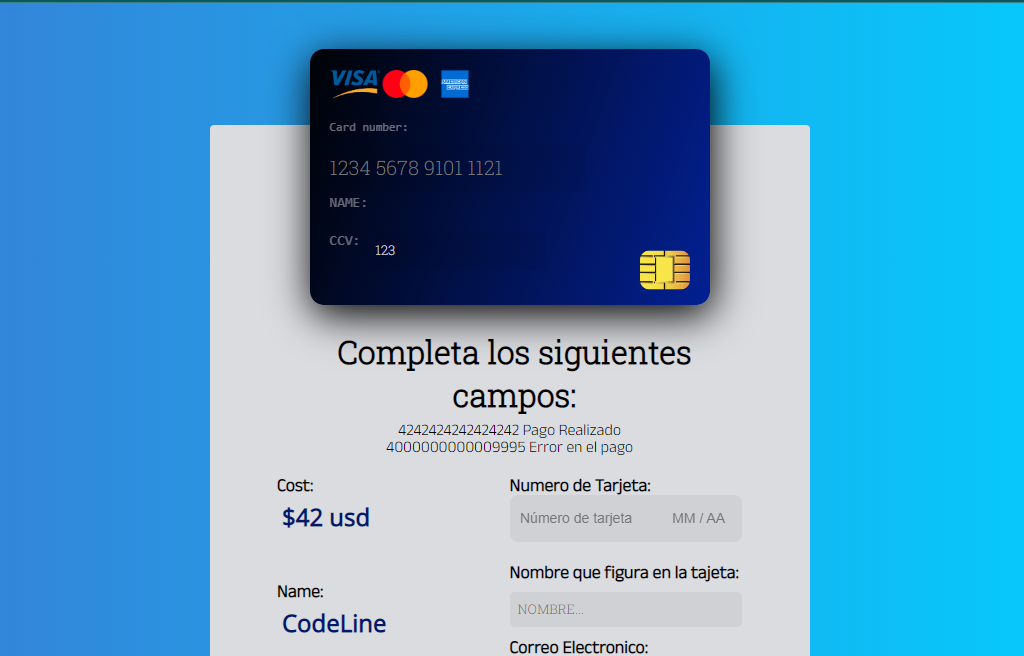 VISA
AMERICAN EXPRESS
Card number:
1234 5678 9101 1121
NAME:
CCV:
123
Completa los siguientes
campos:
4242424242424242 Pago Realizado
4000000000009995 Error en el pago
Cost:
$42 usd
Name:
CodeLine
Numero de Tarjeta:
Número de tarjeta MM / AA
Nombre que figura en la tajeta:
NOMBRE...
Correo Electronico: